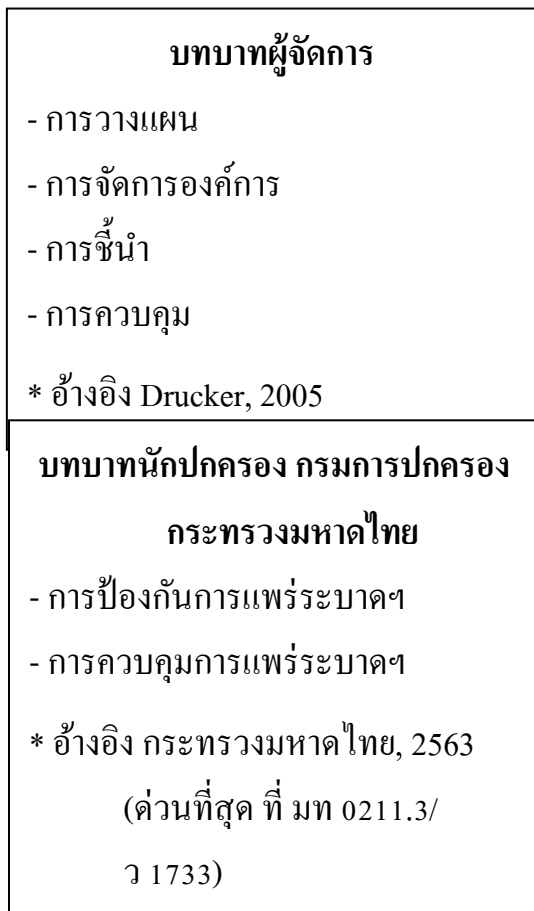 บทบาทผู้จัดการ
- การวางแผน
- การจัดการองค์การ
- การชี้นำ
- การควบคุม
* อ้างอิง Drucker, 2005
บทบาทนักปกครอง กรมการปกครอง
กระทรวงมหาดไทย
- การป้องกันการแพร่ระบาดฯ
- การควบคุมการแพร่ระบาดฯ
* อ้างอิง กระทรวงมหาดไทย, 2563
(ด่วนที่สุด ที่ มท 0211.3/
ว 1733)